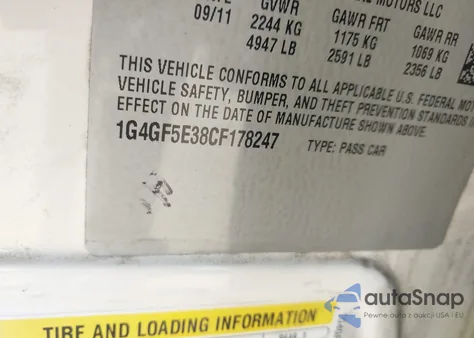 AL MOTORS LLC
09/11 GVWR GAWR FRT GAWR RR
2244 KG 1175 KG 1069 KG
4947 LB 2591 LB 2356 LB
THIS VEHICLE CONFORMS TO ALL APPLICABLE U.S. FEDERAL MO
VEHICLE SAFETY, BUMPER, AND THEFT PREVENTION STANDARDS IN
EFFECT ON THE DATE OF MANUFACTURE SHOWN ABOVE.
1G4GF5E38CF178247 TYPE: PASS CAR
TIRE AND LOADING INFORMATION
autoSnap
Pewne auta z aukcji USA i EU